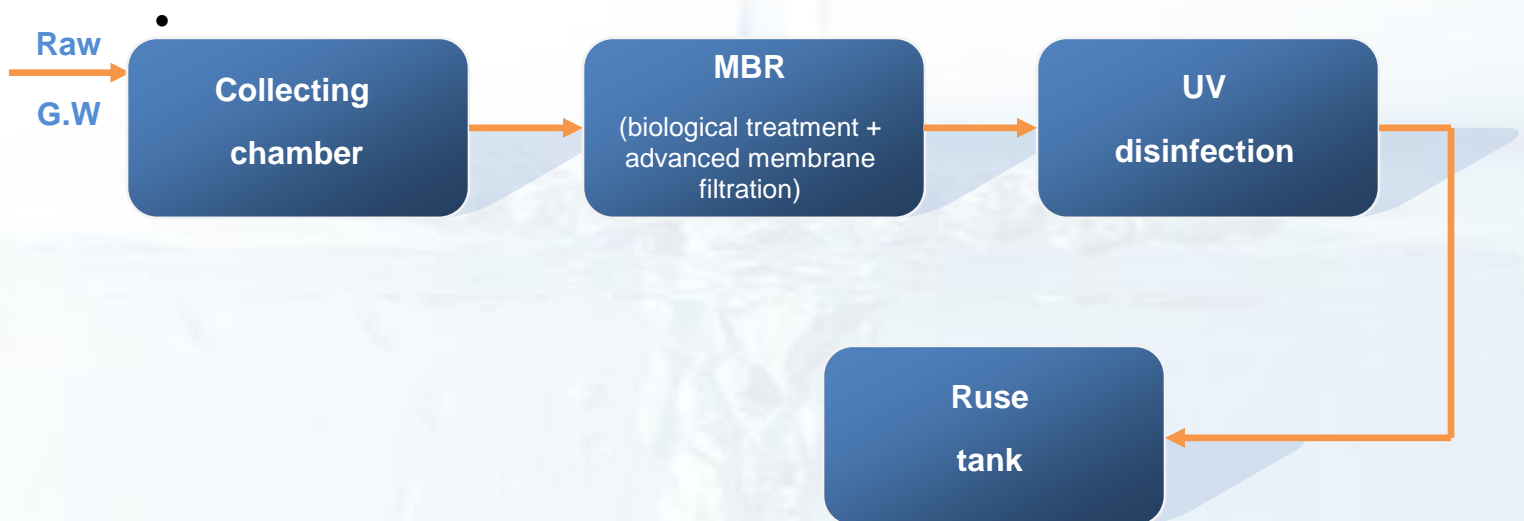 Raw
G.W
Collecting
chamber
MBR
(biological treatment +
advanced membrane
filtration)
UV
disinfection
Ruse
tank